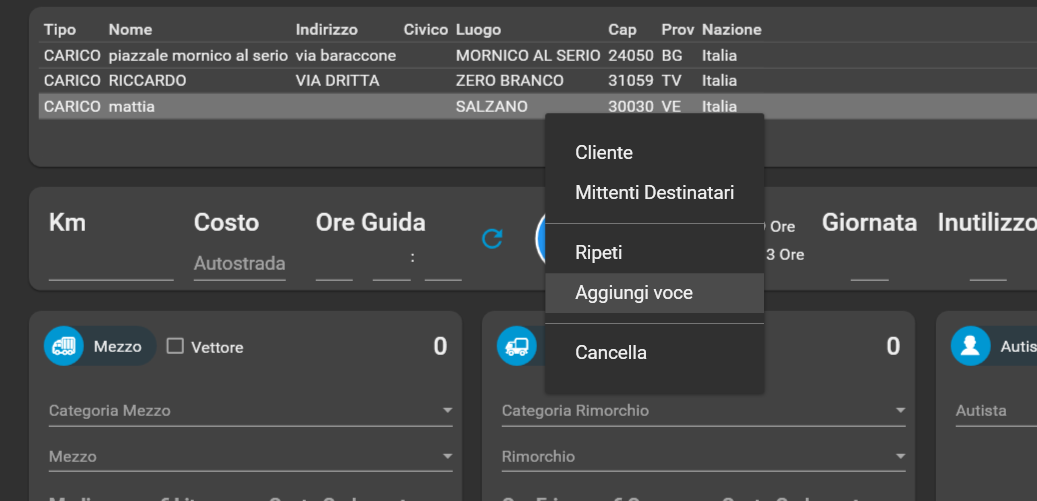 Tipo Nome Indirizzo Civico Luogo Cap Prov Nazione
CARICO piazzale mornico al serio via baraccone MORNICO AL SERIO 24050 BG Italia
CARICO RICCARDO VIA DRITTA ZERO BRANCO 31059 TV Italia
CARICO mattia SALZANO 30030 VE Italia
Cliente
Mittenti Destinatari
Ripeti
Aggiungi voce
Cancella
Km Costo Ore Guida Ore Giornata Inutilizzo
Autostrada : 3 Ore
Mezzo Vettore 0 0 Autis
Categoria Mezzo Categoria Rimorchio Autista
Mezzo Rimorchio